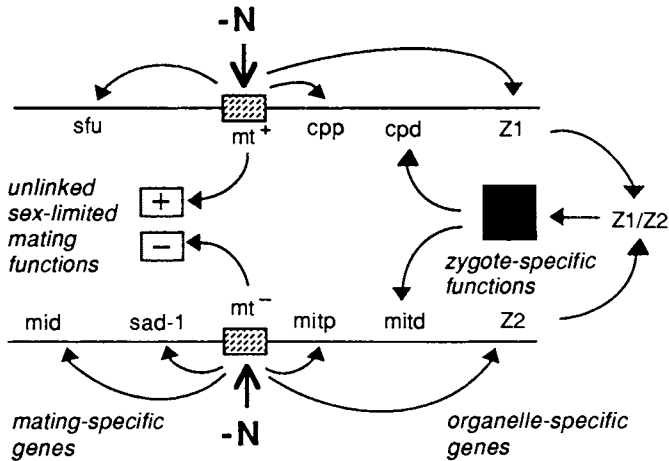 -N
sfu
mt+
cpp
cpd
Z1
unlinked
sex-limited
mating
functions
+
−
Z1/Z2
zygote-specific
functions
mid
sad-1
mt−
mitp
mitd
Z2
mating-specific
genes
-N
organelle-specific
genes